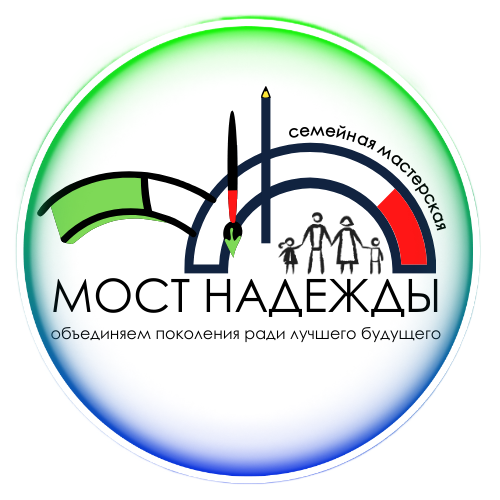 семейная мастерская
МОСТ НАДЕЖДЫ
объединяем поколения ради лучшего будущего